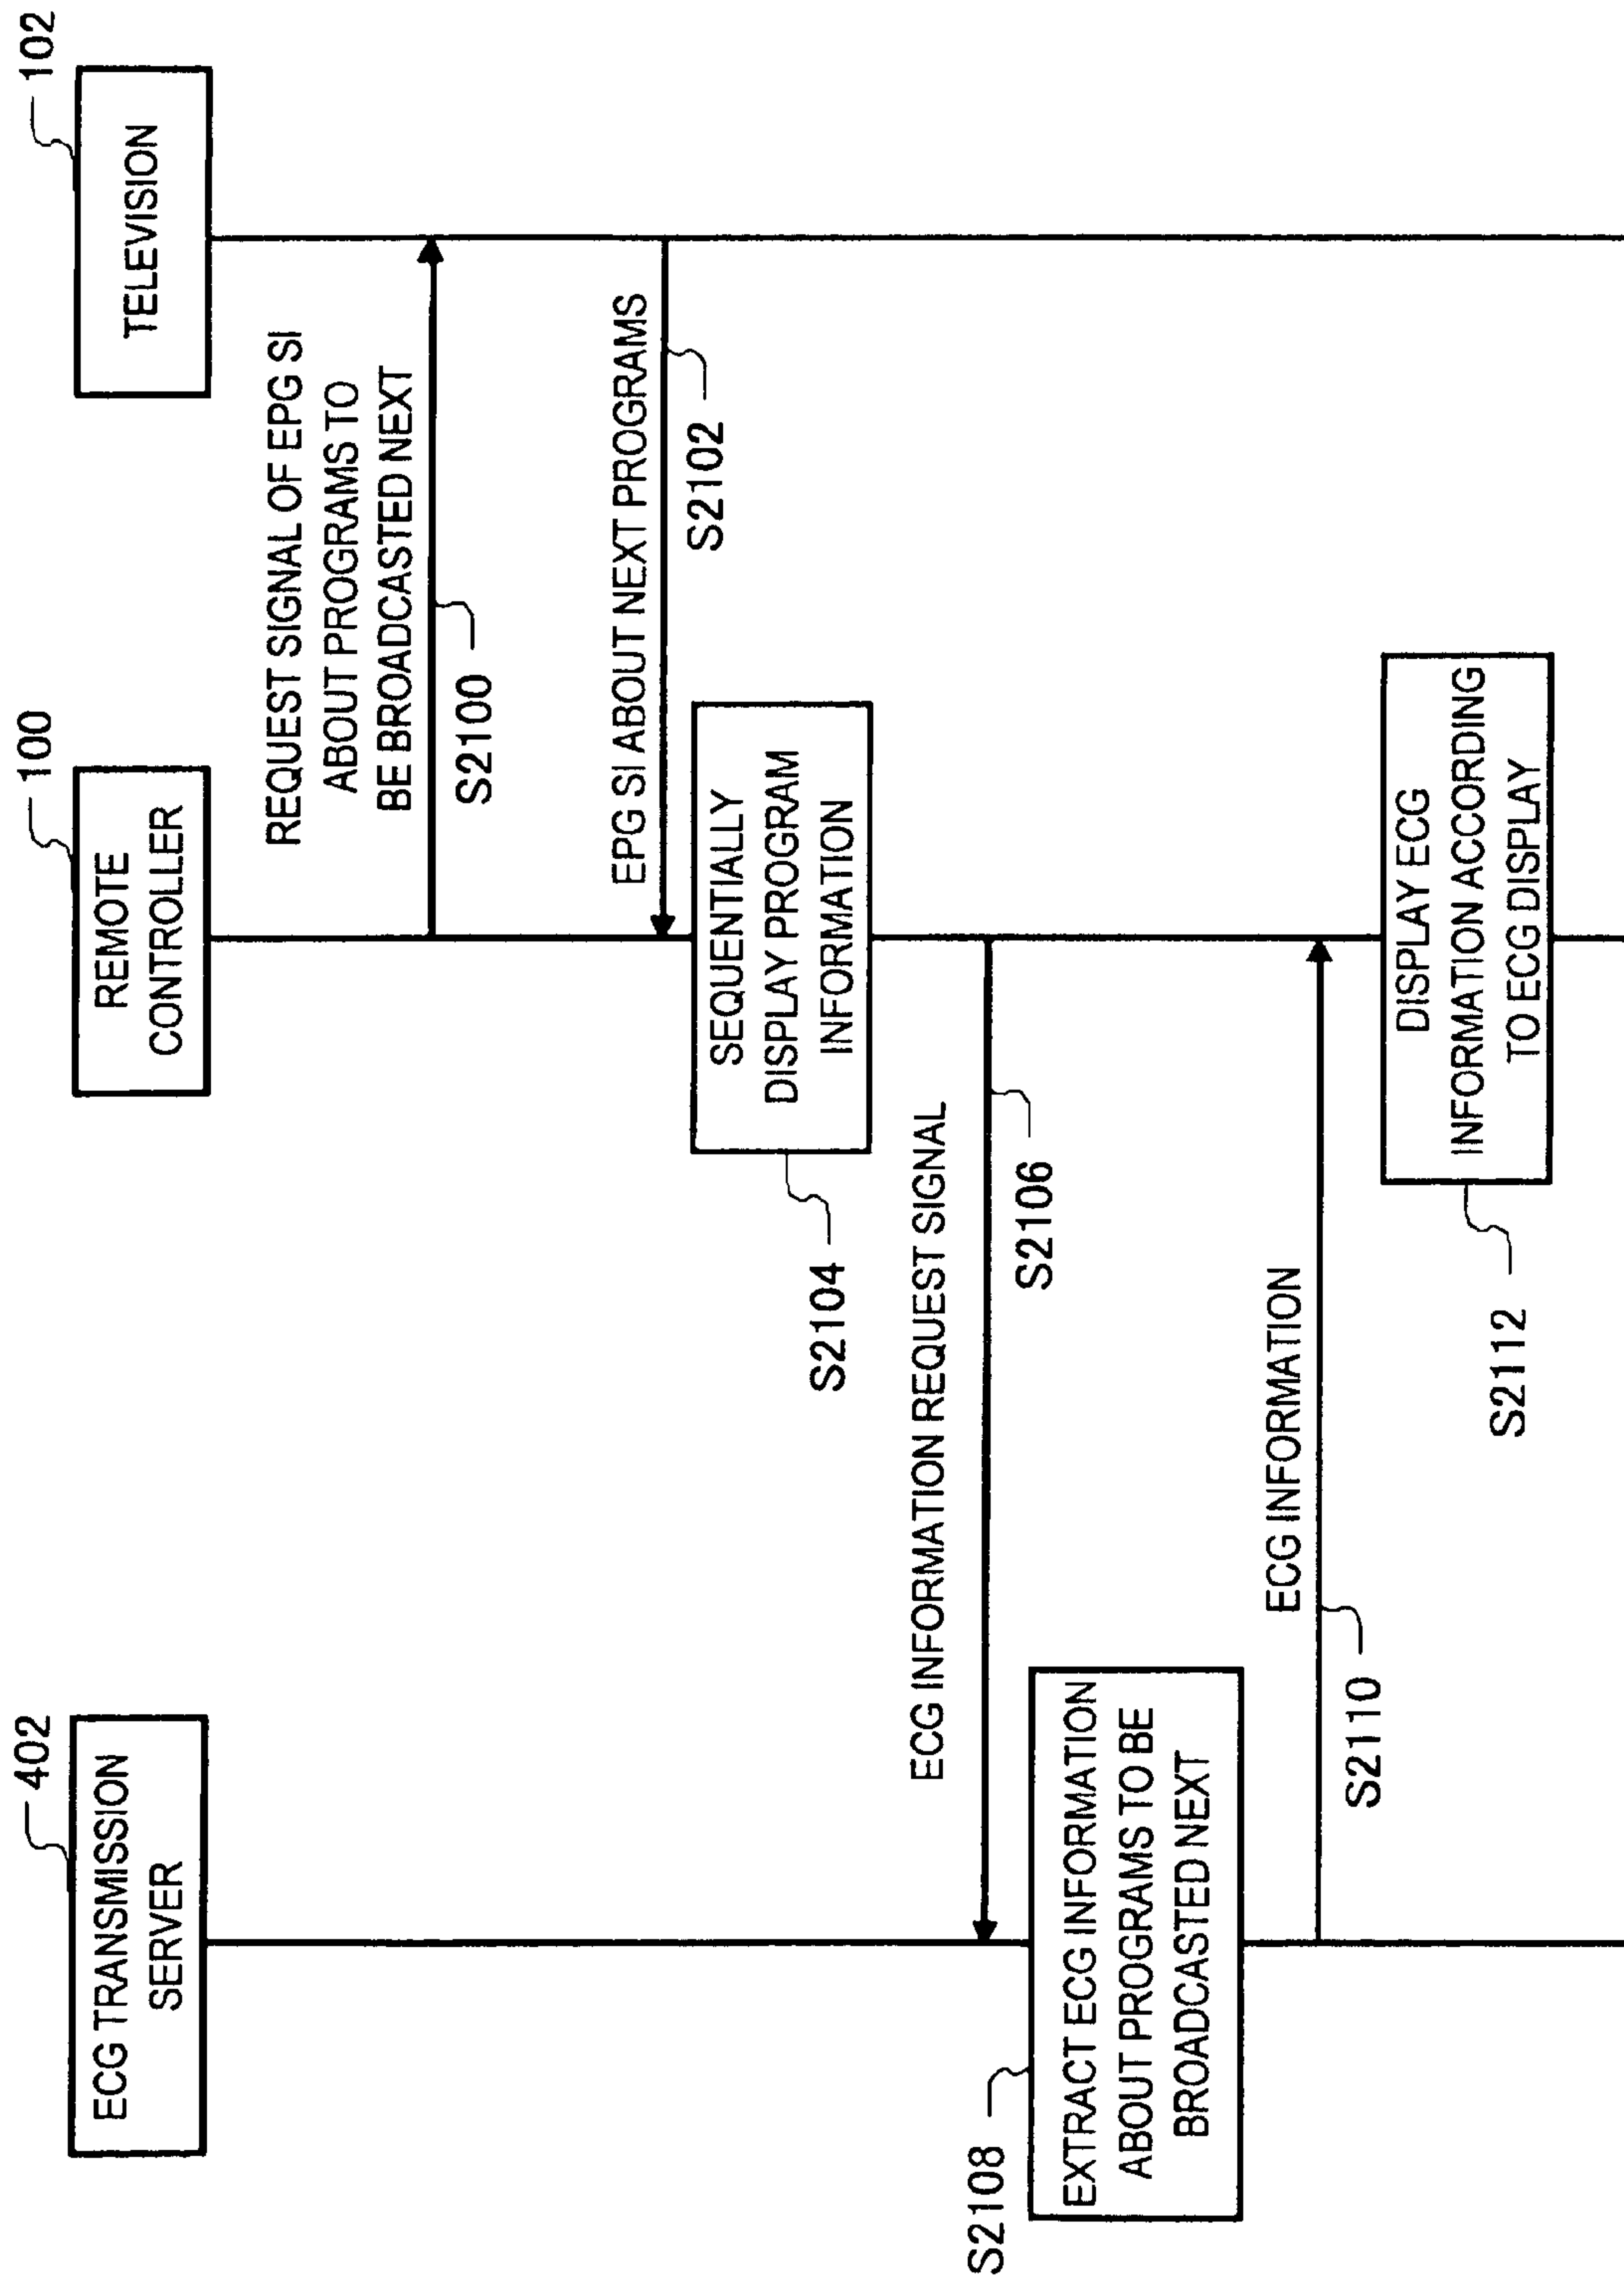 402
ECG TRANSMISSION
SERVER
100
REMOTE
CONTROLLER
102
TELEVISION
REQUEST SIGNAL OF EPG SI
ABOUT PROGRAMS TO
BE BROADCASTED NEXT
S2100
EPG SI ABOUT NEXT PROGRAMS
S2102
SEQUENTIALLY
DISPLAY PROGRAM
INFORMATION
S2104
ECG INFORMATION REQUEST SIGNAL
S2106
S2108
EXTRACT ECG INFORMATION
ABOUT PROGRAMS TO BE
BROADCASTED NEXT
ECG INFORMATION
S2110
DISPLAY ECG
INFORMATION ACCORDING
TO ECG DISPLAY
S2112